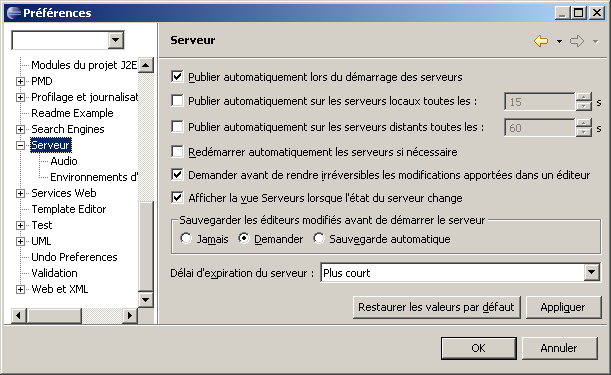 Préférences
Modules du projet J2E
PMD
Profilage et journalisat
Readme Example
Search Engines
Serveur
Audio
Environnements d'
Services Web
Template Editor
Test
UML
Undo Preferences
Validation
Web et XML
Serveur
Publier automatiquement lors du démarrage des serveurs
Publier automatiquement sur les serveurs locaux toutes les : 15 s
Publier automatiquement sur les serveurs distants toutes les : 60 s
Redémarrer automatiquement les serveurs si nécessaire
Demander avant de rendre irréversibles les modifications apportées dans un éditeur
Afficher la vue Serveurs lorsque l'état du serveur change
Sauvegarder les éditeurs modifiés avant de démarrer le serveur
Jamais Demander Sauvegarde automatique
Délai d'expiration du serveur : Plus court
Restaurer les valeurs par défaut Appliquer
OK Annuler